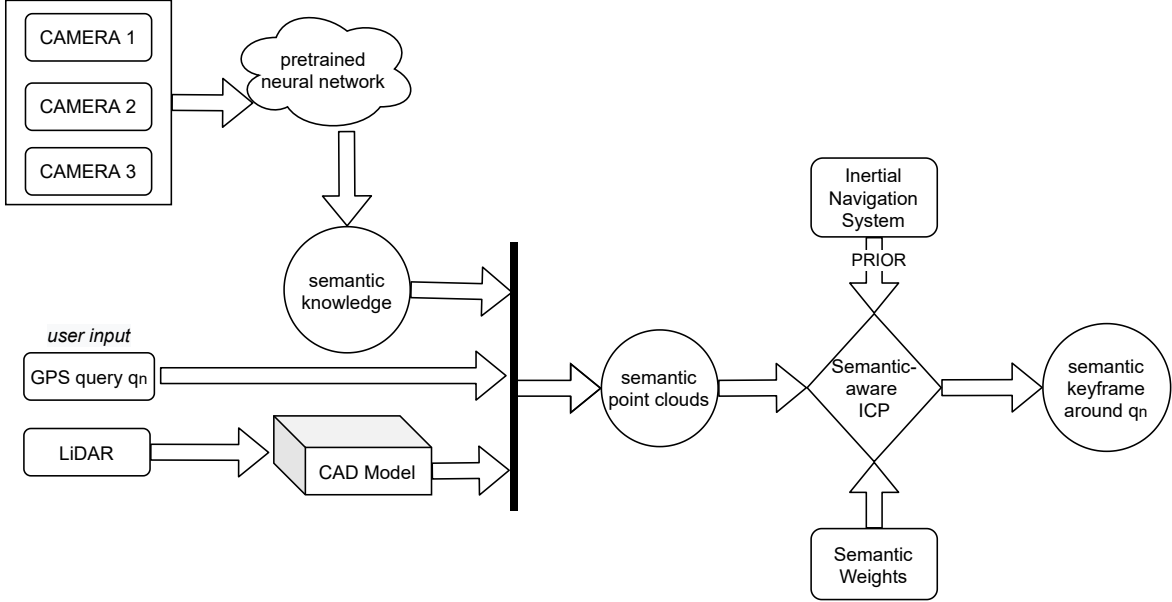 CAMERA 1
CAMERA 2
CAMERA 3
pretrained
neural network
semantic
knowledge
user input
GPS query qn
LiDAR
CAD Model
semantic
point clouds
Inertial
Navigation
System
PRIOR
Semantic-
aware
ICP
Semantic
Weights
semantic
keyframe
around qn